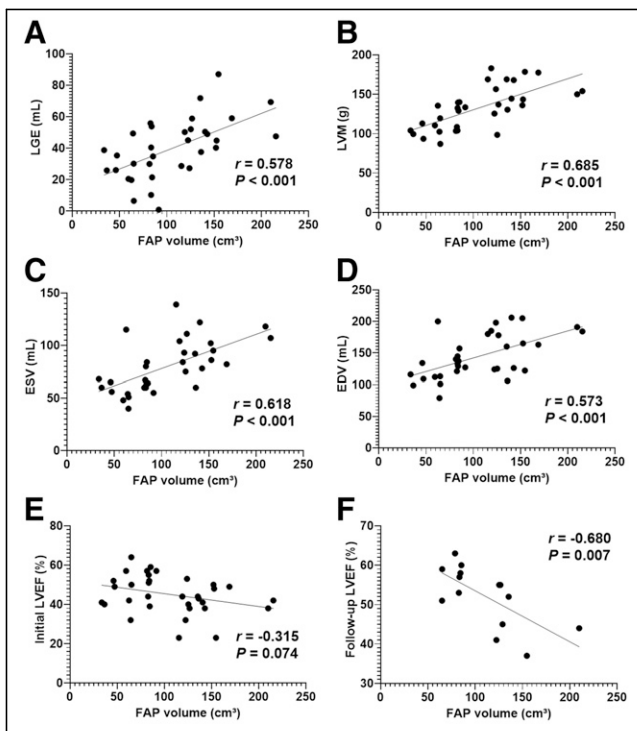 A
LGE (mL)
100
80
60
40
20
0
0 50 100 150 200 250
FAP volume (cm³)
r = 0.578
P < 0.001
B
LVM (g)
200
150
100
50
0
0 50 100 150 200 250
FAP volume (cm³)
r = 0.685
P < 0.001
C
ESV (mL)
150
100
50
0
0 50 100 150 200 250
FAP volume (cm³)
r = 0.618
P < 0.001
D
EDV (mL)
250
200
150
100
50
0
0 50 100 150 200 250
FAP volume (cm³)
r = 0.573
P < 0.001
E
Initial LVEF (%)
80
60
40
20
0
0 50 100 150 200 250
FAP volume (cm³)
r = -0.315
P = 0.074
F
Follow-up LVEF (%)
70
60
50
40
30
0 50 100 150 200 250
FAP volume (cm³)
r = -0.680
P = 0.007